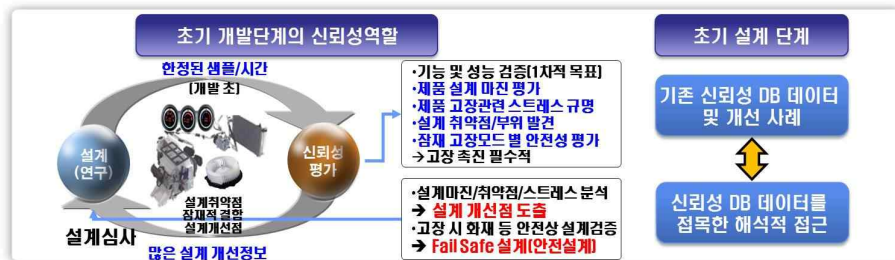 초기 개발단계의 신뢰성역할
한정된 샘플/시간
(개발 초)
설계
(연구)
신뢰성
평가
설계취약점
잠재적 결함
설계개선점
설계심사
많은 설계 개선정보
·기능 및 성능 검증(1차적 목표)
·제품 설계 마진 평가
·제품 고장관련 스트레스 규명
·설계 취약점/부위 발견
·잠재 고장모드 별 안전성 평가
→고장 촉진 필수적
·설계마진/취약점/스트레스 분석
→ 설계 개선점 도출
·고장 시 화재 등 안전상 설계검증
→ Fail Safe 설계(안전설계)
초기 설계 단계
기존 신뢰성 DB 데이터
및 개선 사례
신뢰성 DB 데이터를
접목한 해석적 접근